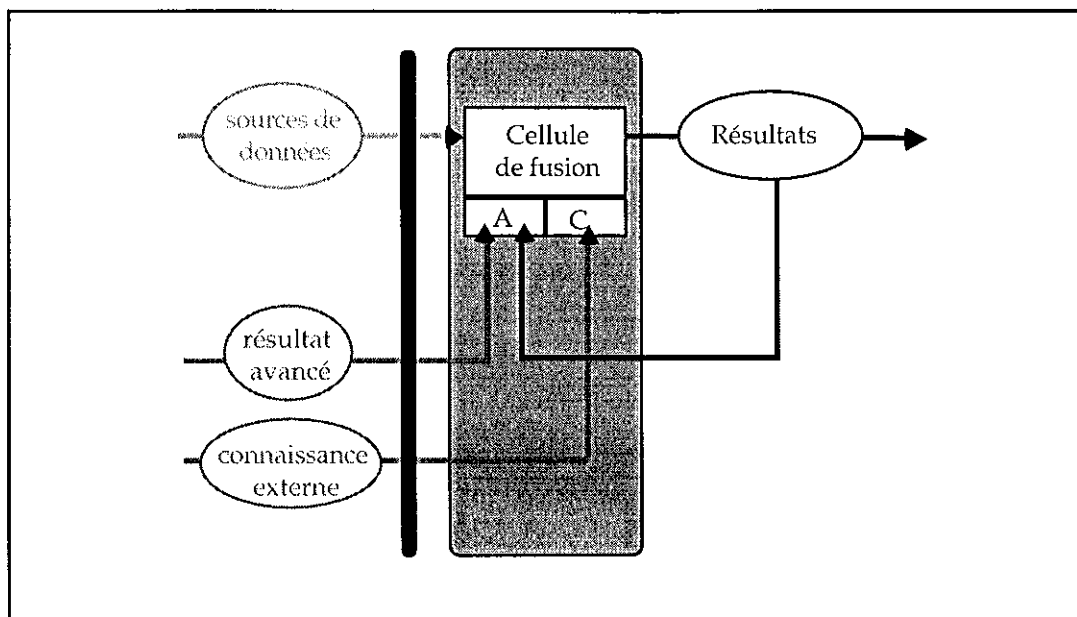 sources de
données
Cellule
de fusion
Résultats
A
C
résultat
avancé
connaissance
externe